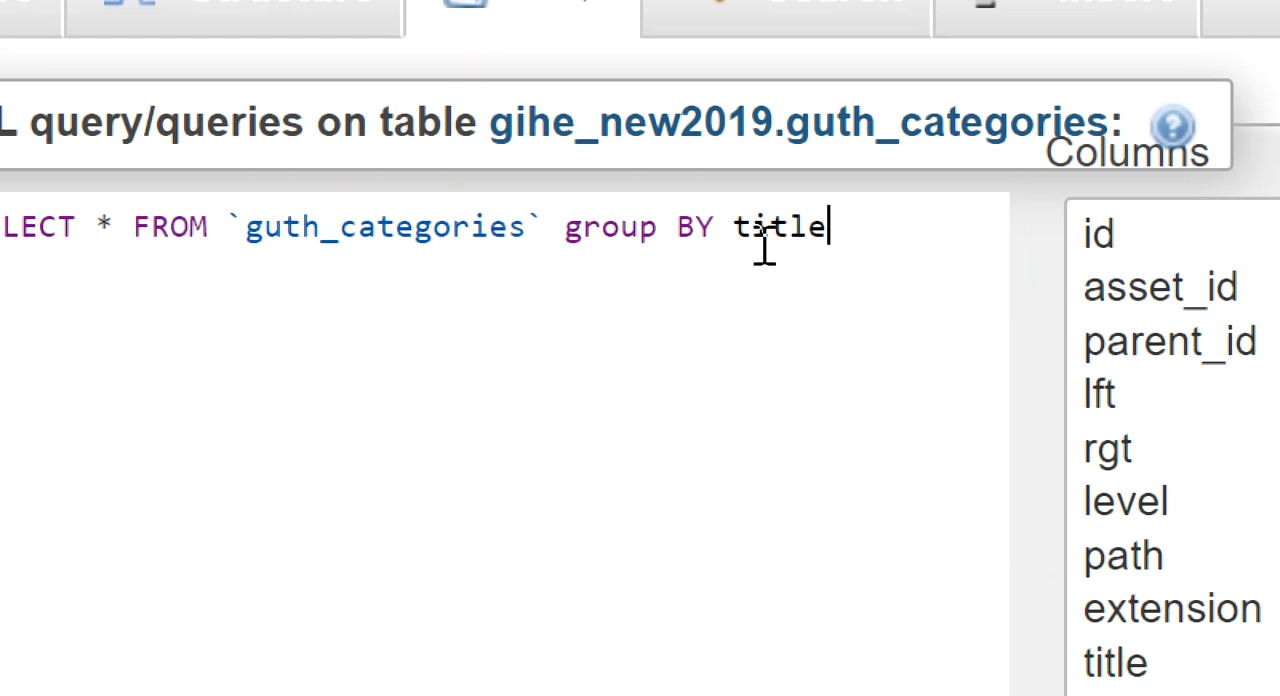 L query/queries on table gihe_new2019.guth_categories:
Columns
LECT * FROM `guth_categories` group BY title
id
asset_id
parent_id
lft
rgt
level
path
extension
title